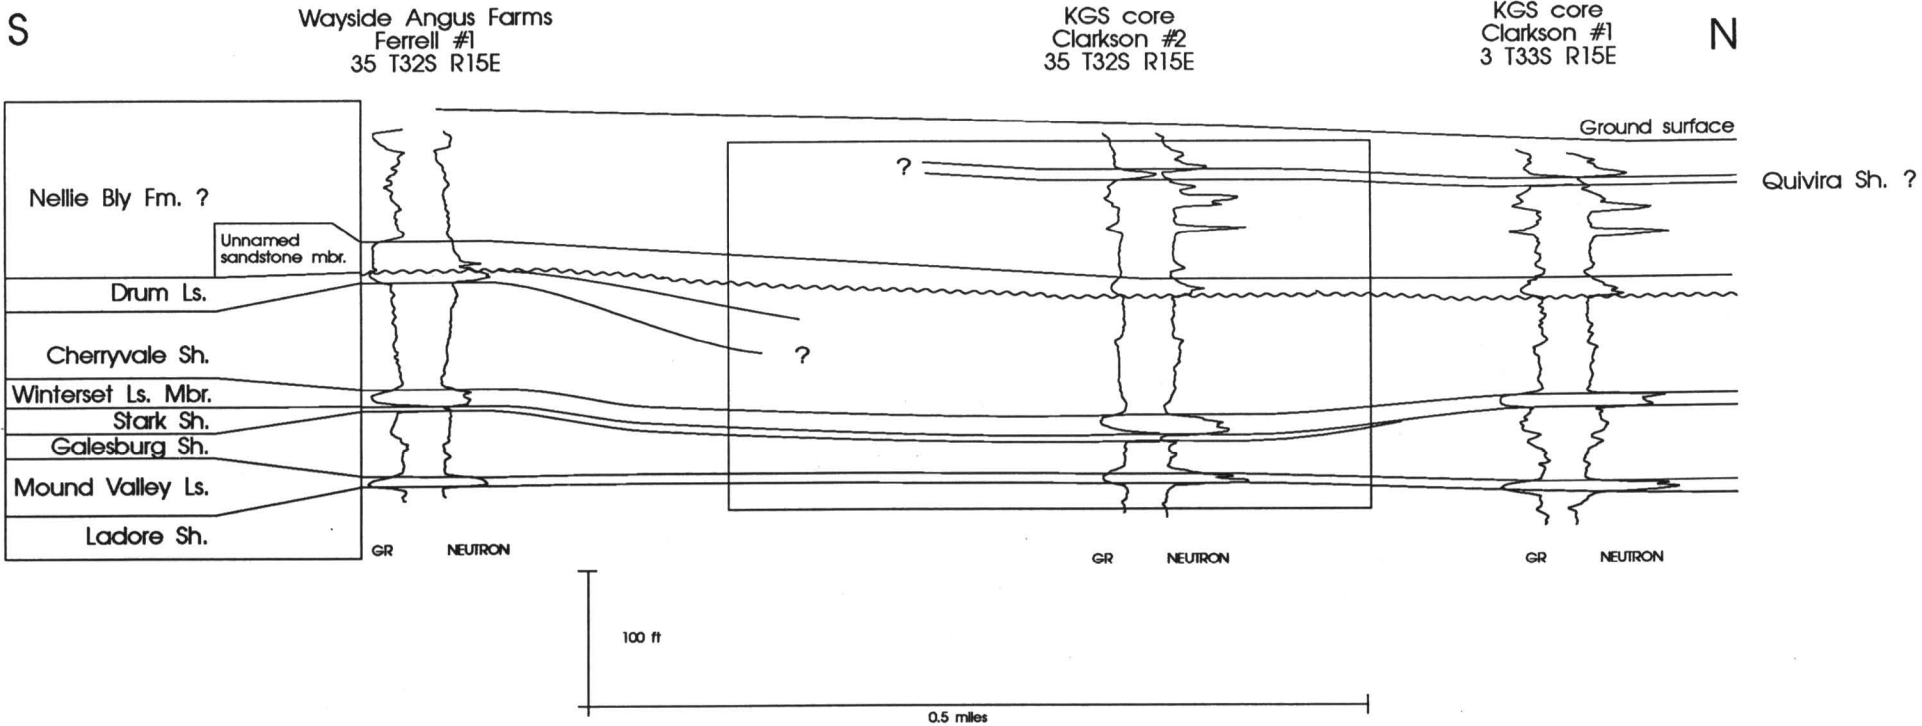 S
Wayside Angus Farms
Ferrell #1
35 T32S R15E
KGS core
Clarkson #2
35 T32S R15E
KGS core
Clarkson #1
3 T33S R15E
N
Ground surface
?
Quivira Sh. ?
Nellie Bly Fm. ?
Unnamed
sandstone mbr.
Drum Ls.
?
Cherryvale Sh.
Winterset Ls. Mbr.
Stark Sh.
Galesburg Sh.
Mound Valley Ls.
Ladore Sh.
GR NEUTRON
GR NEUTRON
GR NEUTRON
100 ft
0.5 miles